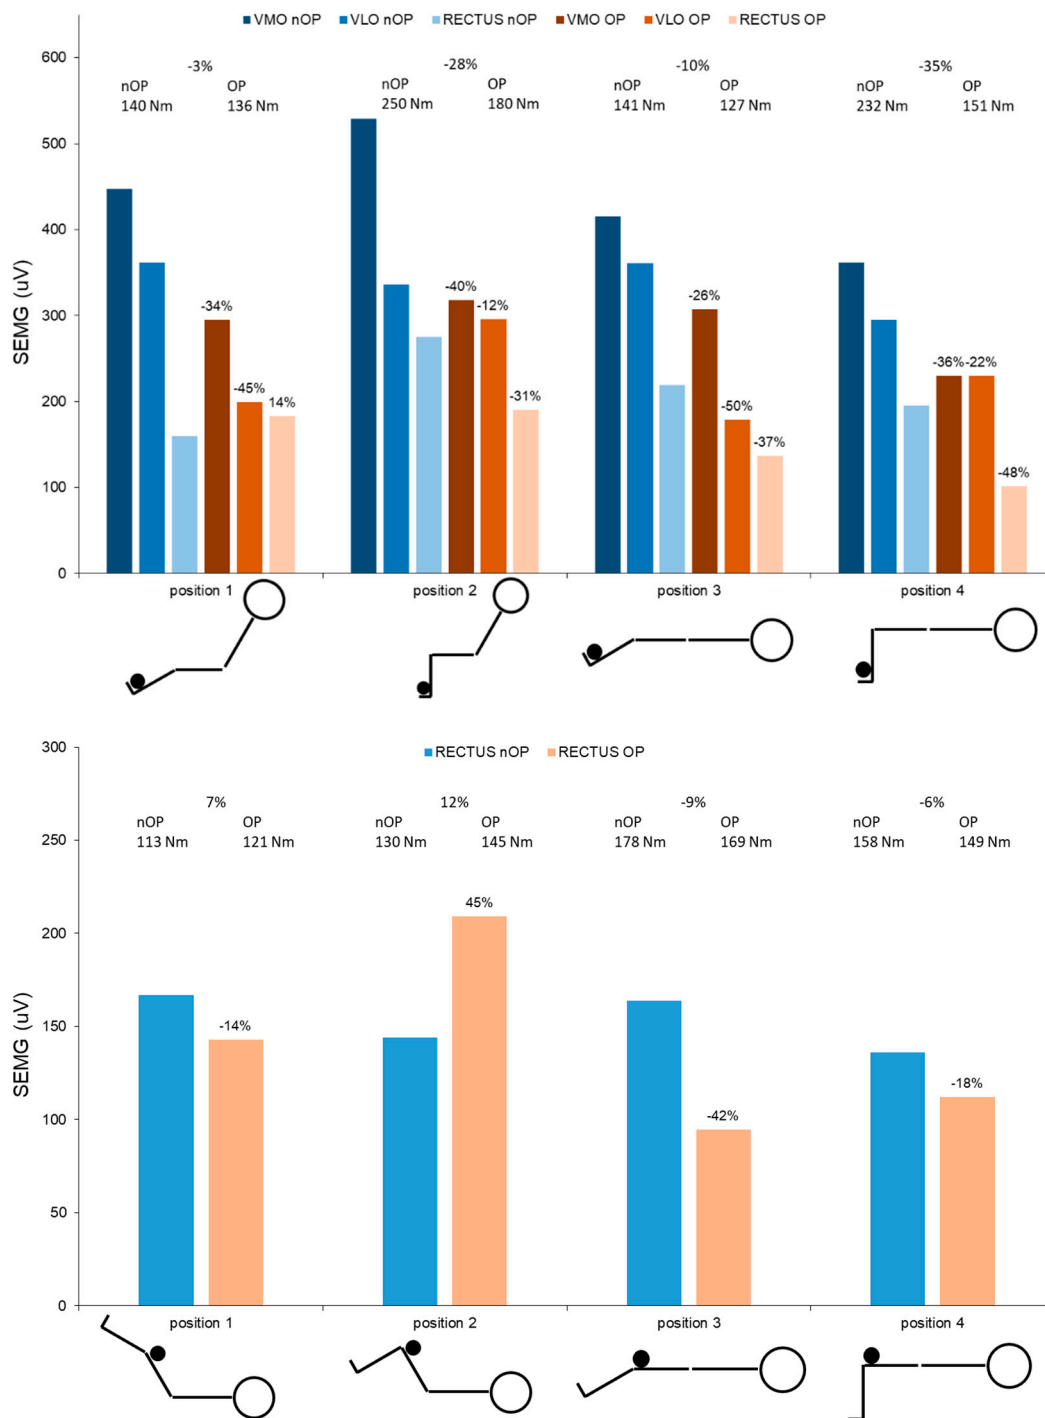 VMO nOP VLO nOP RECTUS nOP VMO OP VLO OP RECTUS OP
600
-3% -28% -10% -35%
nOP OP nOP OP nOP OP nOP OP
140 Nm 136 Nm 250 Nm 180 Nm 141 Nm 127 Nm 232 Nm 151 Nm
500
400
SEMG (uV)
300
-34% -40% -12% -26%
-45% 14% -31% -50% -37% -36% -22% -48%
200
100
0
position 1 position 2 position 3 position 4
300
RECTUS nOP RECTUS OP
7% 12% -9% -6%
nOP OP nOP OP nOP OP nOP OP
113 Nm 121 Nm 130 Nm 145 Nm 178 Nm 169 Nm 158 Nm 149 Nm
250
45%
200
SEMG (uV)
150
-14% -42% -18%
100
50
0
position 1 position 2 position 3 position 4